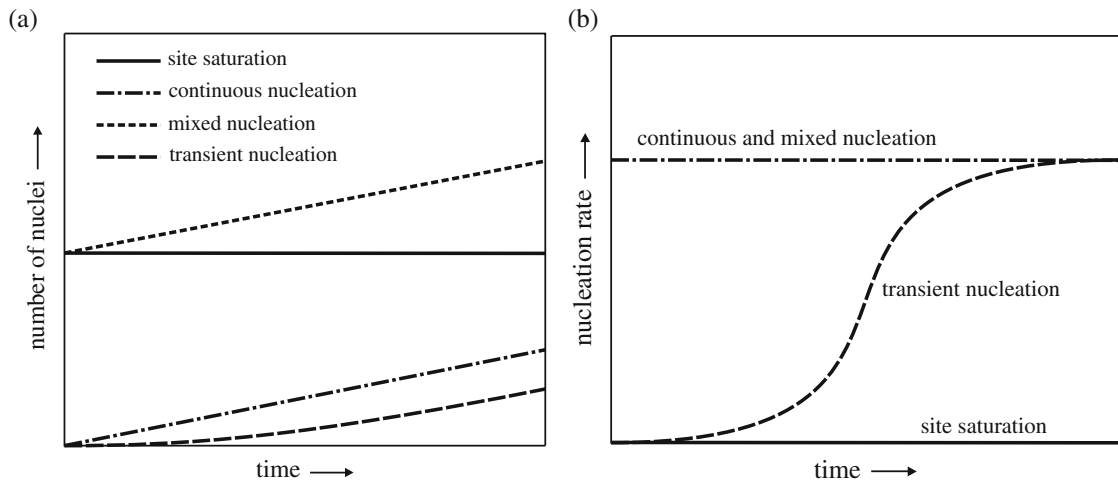 (a)
site saturation
continuous nucleation
mixed nucleation
transient nucleation
number of nuclei
time
(b)
continuous and mixed nucleation
nucleation rate
transient nucleation
site saturation
time